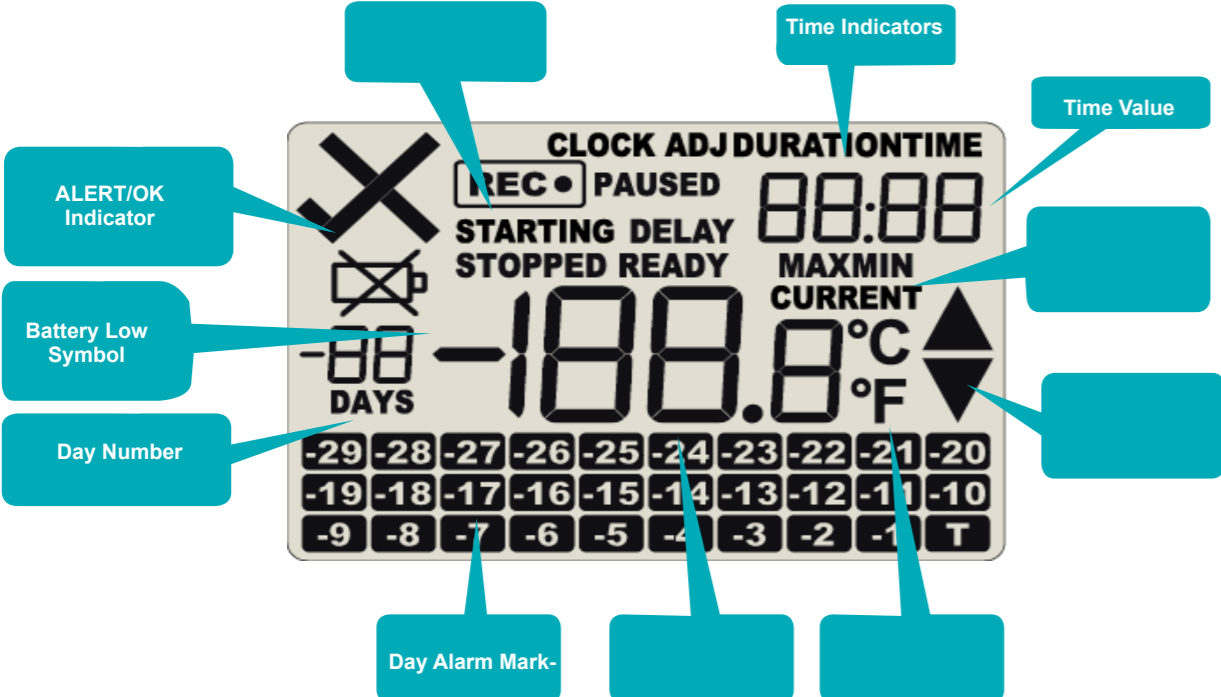 Time Indicators
Time Value
CLOCK ADJ DURATIONTIME
REC● PAUSED
88:88
ALERT/OK
Indicator
STARTING DELAY
STOPPED READY
MAXMIN
CURRENT
Battery Low
Symbol
-88
-188.8
°C
°F
DAYS
Day Number
-29 -28 -27 -26 -25 -24 -23 -22 -21 -20
-19 -18 -17 -16 -15 -14 -13 -12 -11 -10
-9 -8 -7 -6 -5 -4 -3 -2 -1 T
Day Alarm Mark-